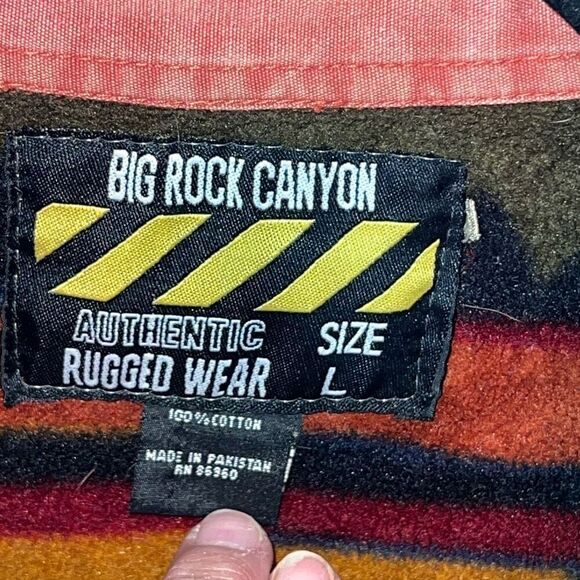 BIG ROCK CANYON
AUTHENTIC
RUGGED WEAR
SIZE
L
100% COTTON
MADE IN PAKISTAN
RN 86960